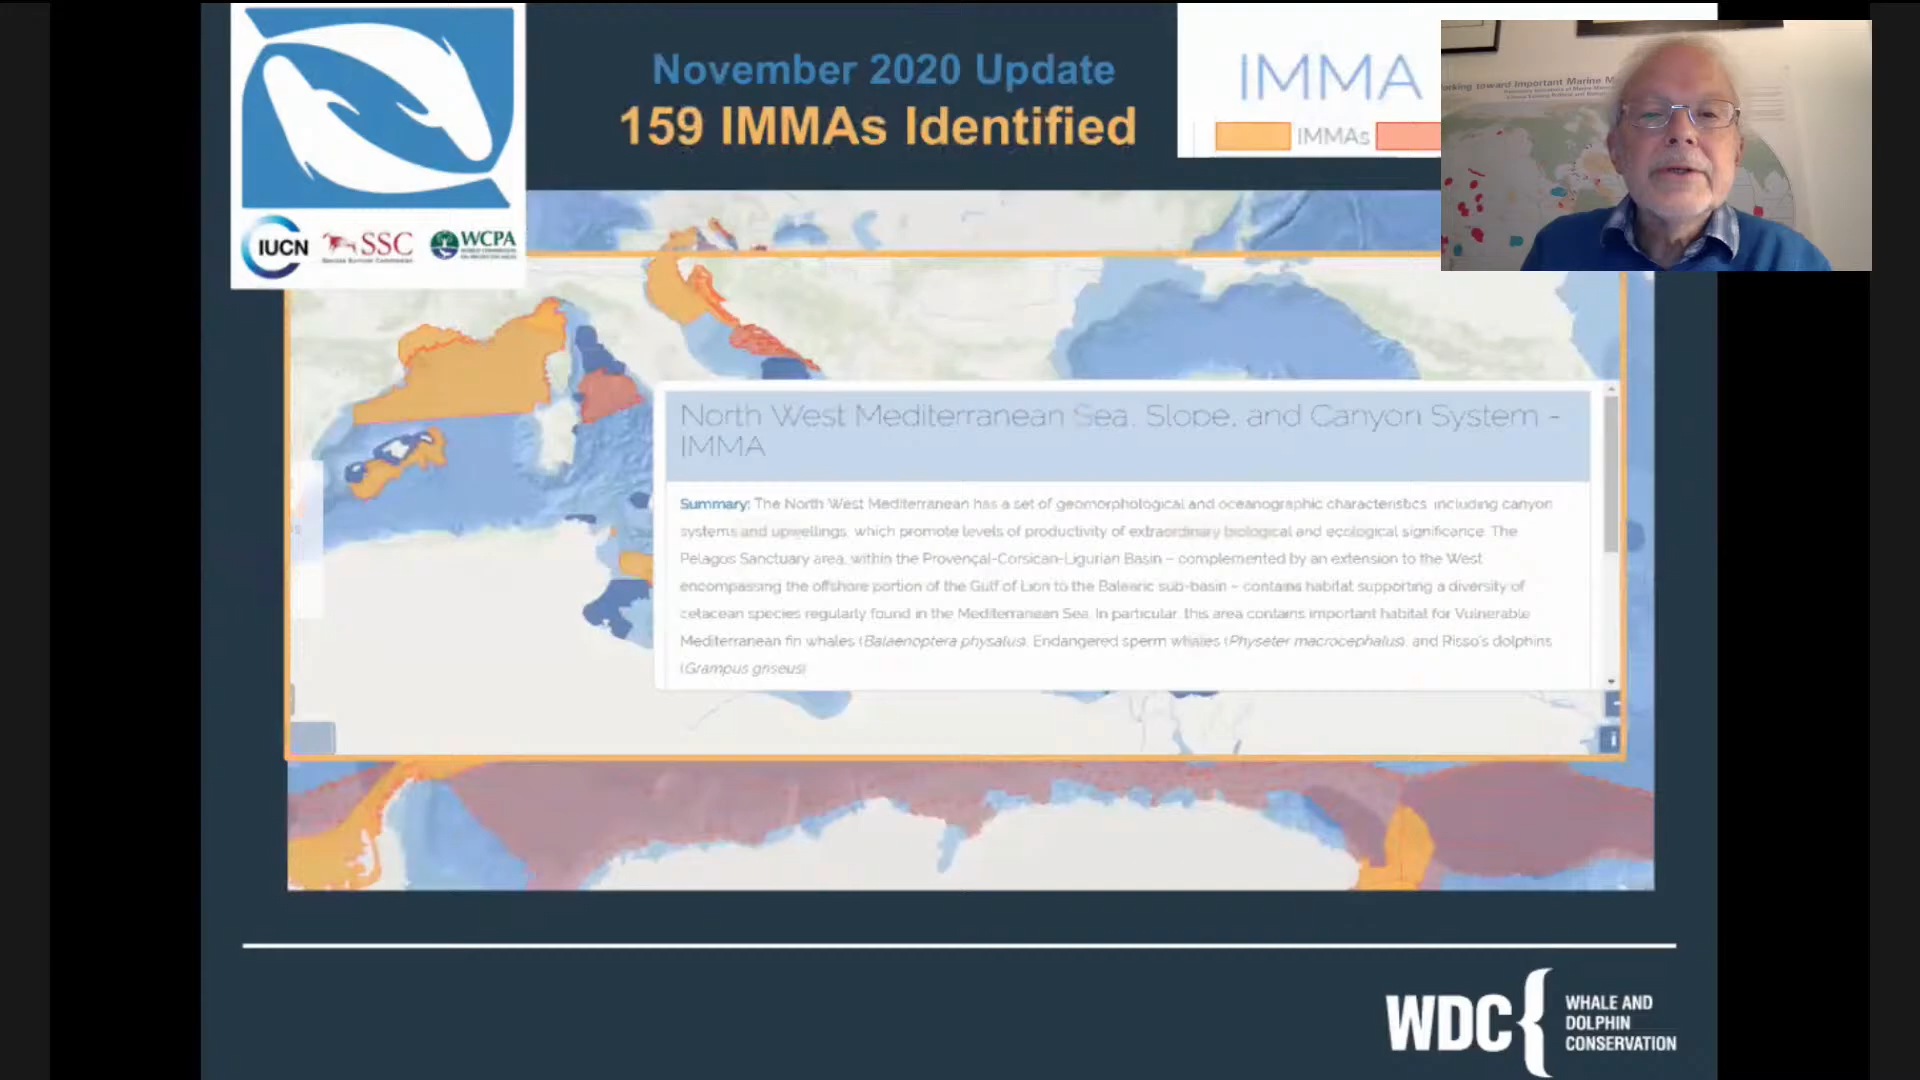 November 2020 Update
159 IMMAs Identified
IMMA
IMMAs
orking toward Important Marine M
IUCN
SSC
WCPA
North West Mediterranean Sea, Slope, and Canyon System -
IMMA
Summary: The North West Mediterranean has a set of geomorphological and oceanographic characteristics, including canyon
systems and upwellings, which promote levels of productivity of extraordinary biological and ecological significance. The
Pelagos Sanctuary area, within the Provençal-Corsican-Ligurian Basin – complemented by an extension to the West
encompassing the offshore portion of the Gulf of Lion to the Balearic sub-basin – contains habitat supporting a diversity of
cetacean species regularly found in the Mediterranean Sea. In particular, this area contains important habitat for Vulnerable
Mediterranean fin whales (Balaenoptera physalus), Endangered sperm whales (Physeter macrocephalus), and Risso's dolphins
(Grampus griseus)
WDC
WHALE AND
DOLPHIN
CONSERVATION